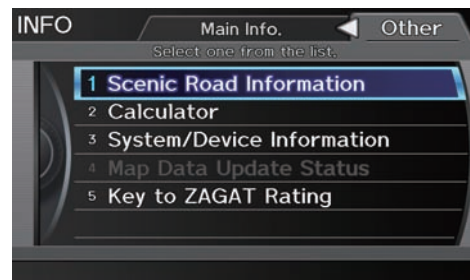 INFO
Main Info.
Other
Select one from the list.
1 Scenic Road Information
2 Calculator
3 System/Device Information
4 Map Data Update Status
5 Key to ZAGAT Rating